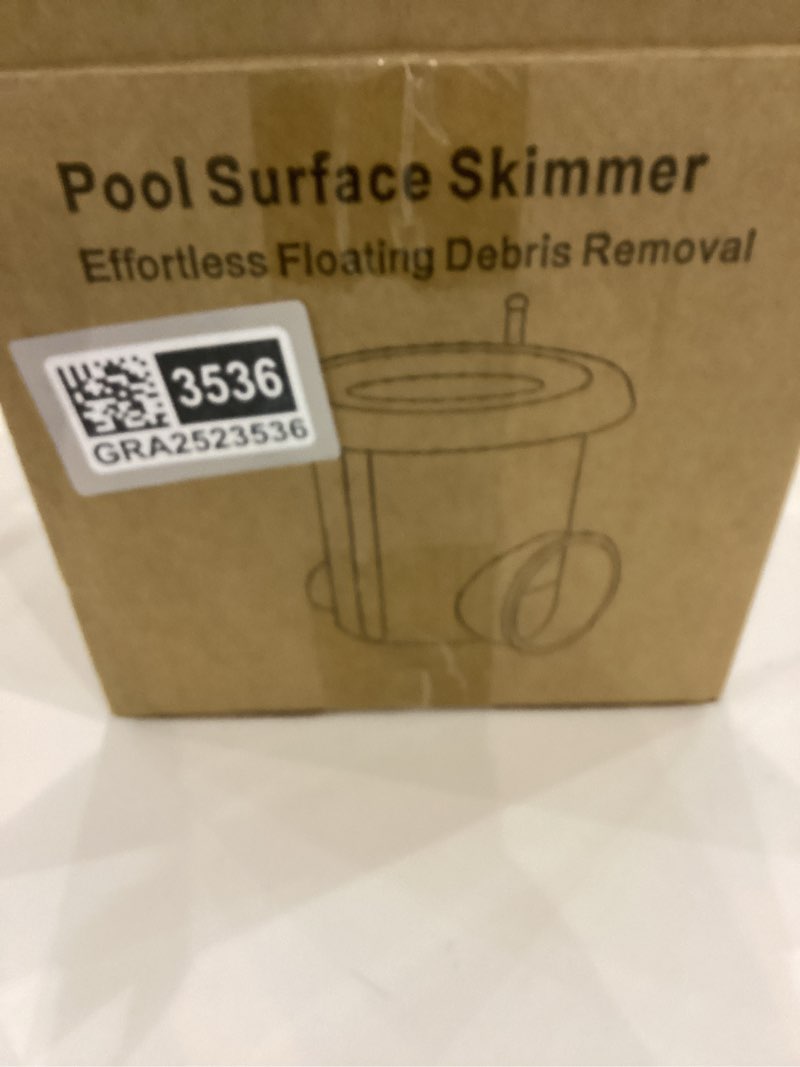 Pool Surface Skimmer
Effortless Floating Debris Removal
3536
GRA2523536